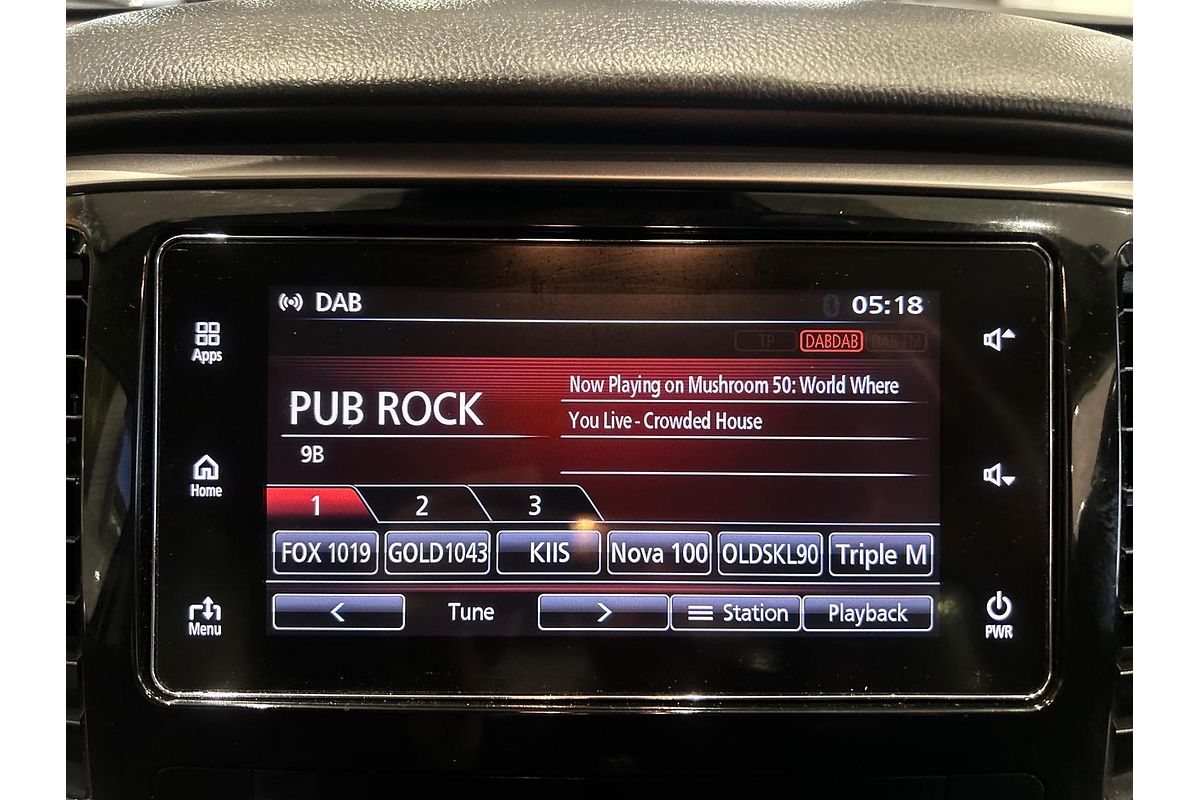 DAB
05:18
TP
DABDAB
DAB-FM
Apps
PUB ROCK
9B
Now Playing on Mushroom 50: World Where
You Live - Crowded House
Home
1 2 3
FOX 1019 GOLD1043 KIIS Nova 100 OLDSKL90 Triple M
< Tune > Station Playback
Menu
PWR